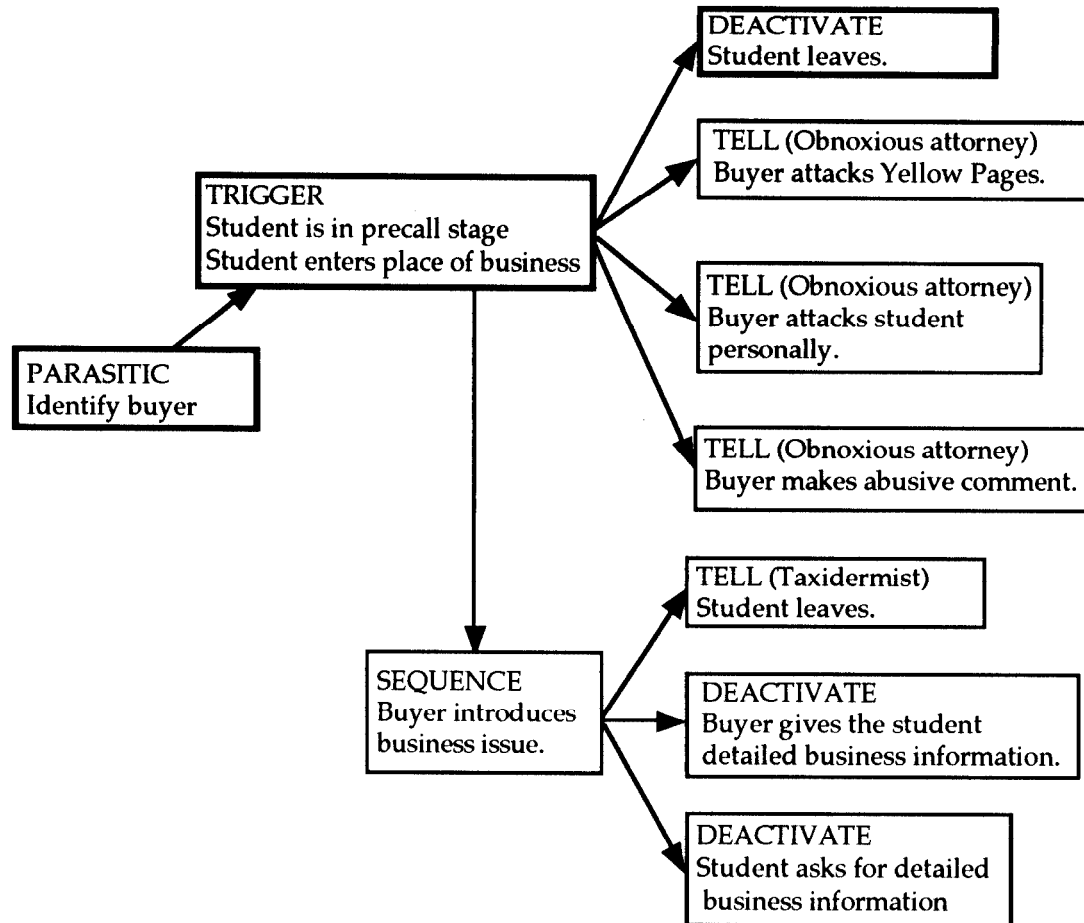 DEACTIVATE
Student leaves.
TELL (Obnoxious attorney)
Buyer attacks Yellow Pages.
TRIGGER
Student is in precall stage
Student enters place of business
TELL (Obnoxious attorney)
Buyer attacks student
personally.
PARASITIC
Identify buyer
TELL (Obnoxious attorney)
Buyer makes abusive comment.
TELL (Taxidermist)
Student leaves.
SEQUENCE
Buyer introduces
business issue.
DEACTIVATE
Buyer gives the student
detailed business information.
DEACTIVATE
Student asks for detailed
business information